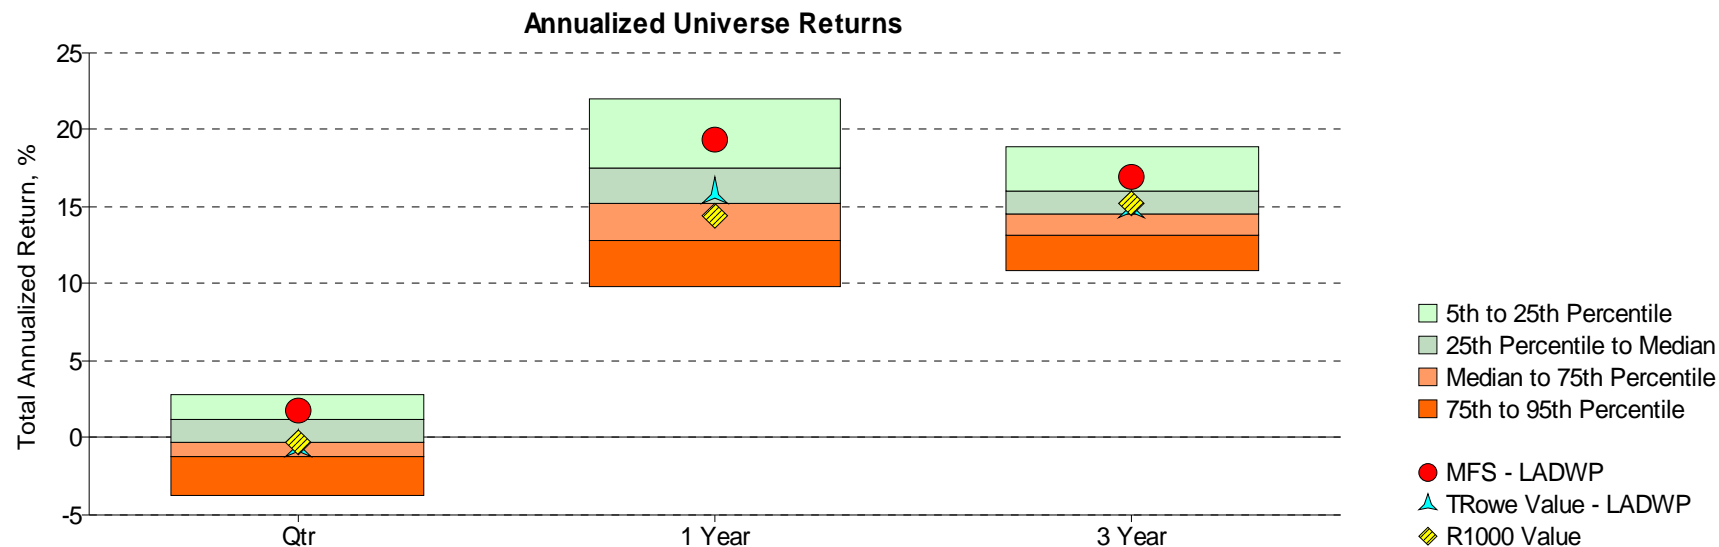 Annualized Universe Returns
Total Annualized Return, %
25
20
15
10
5
0
-5
Qtr
1 Year
3 Year
5th to 25th Percentile
25th Percentile to Median
Median to 75th Percentile
75th to 95th Percentile
MFS - LADWP
TRowe Value - LADWP
R1000 Value